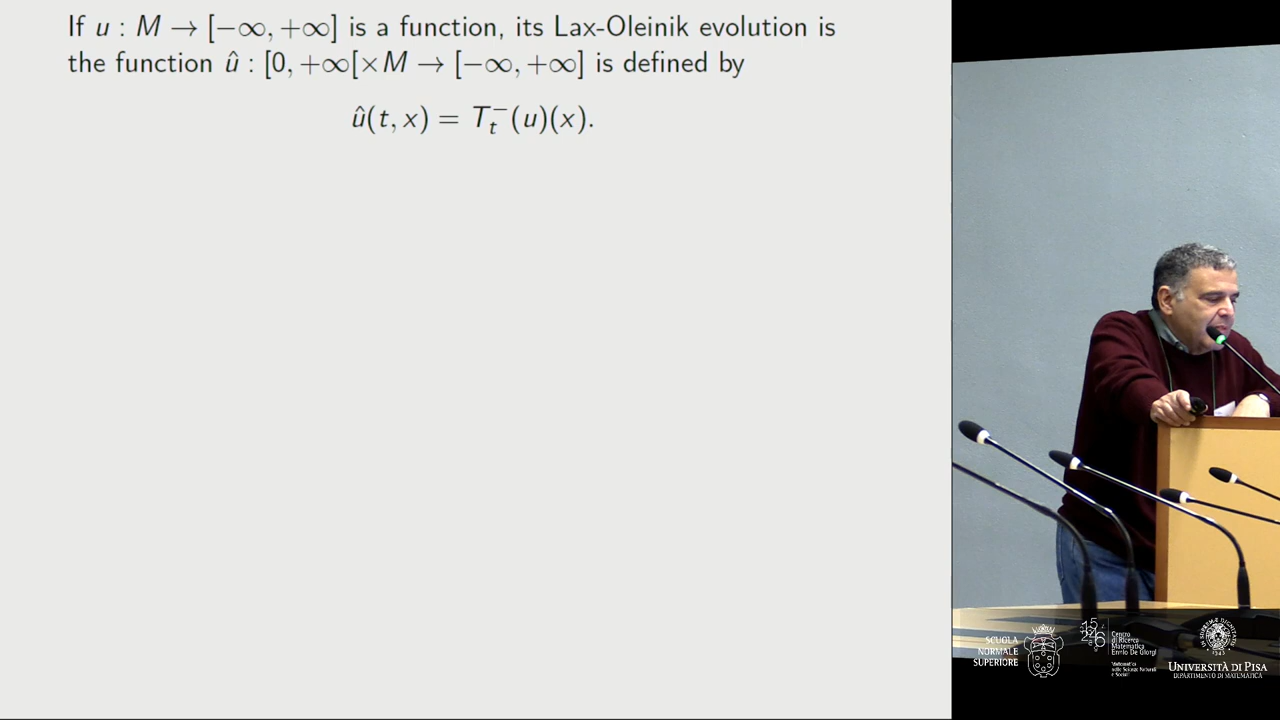 If u : M → [−∞, +∞] is a function, its Lax-Oleinik evolution is
the function û : [0, +∞[×M → [−∞, +∞] is defined by
û(t, x) = T⁻ₜ(u)(x).
SCUOLA
NORMALE
SUPERIORE
Centro
di Ricerca
Matematica
Ennio De Giorgi
UNIVERSITÀ DI PISA
DIPARTIMENTO DI MATEMATICA